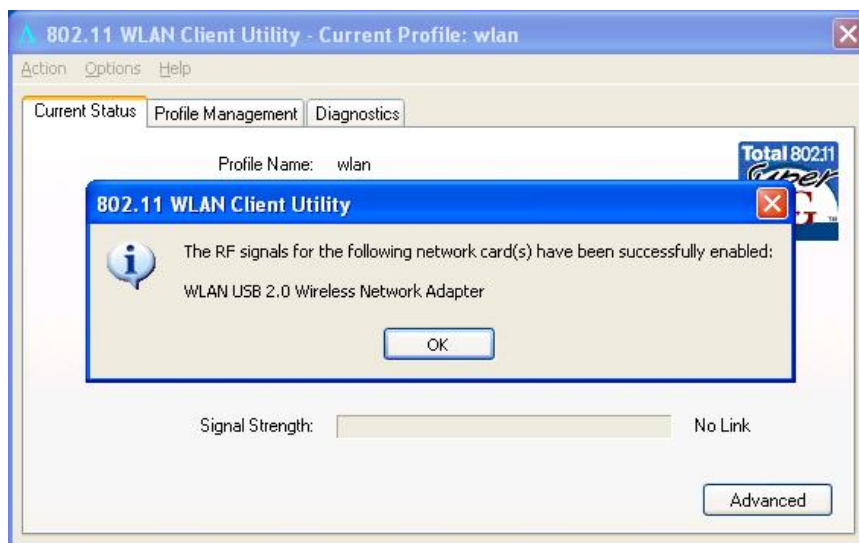 802.11 WLAN Client Utility - Current Profile: wlan
Action Options Help
Current Status Profile Management Diagnostics
Profile Name: wlan
Total 802.11
Super
G ™
802.11 WLAN Client Utility
The RF signals for the following network card(s) have been successfully enabled:
WLAN USB 2.0 Wireless Network Adapter
OK
Signal Strength: No Link
Advanced